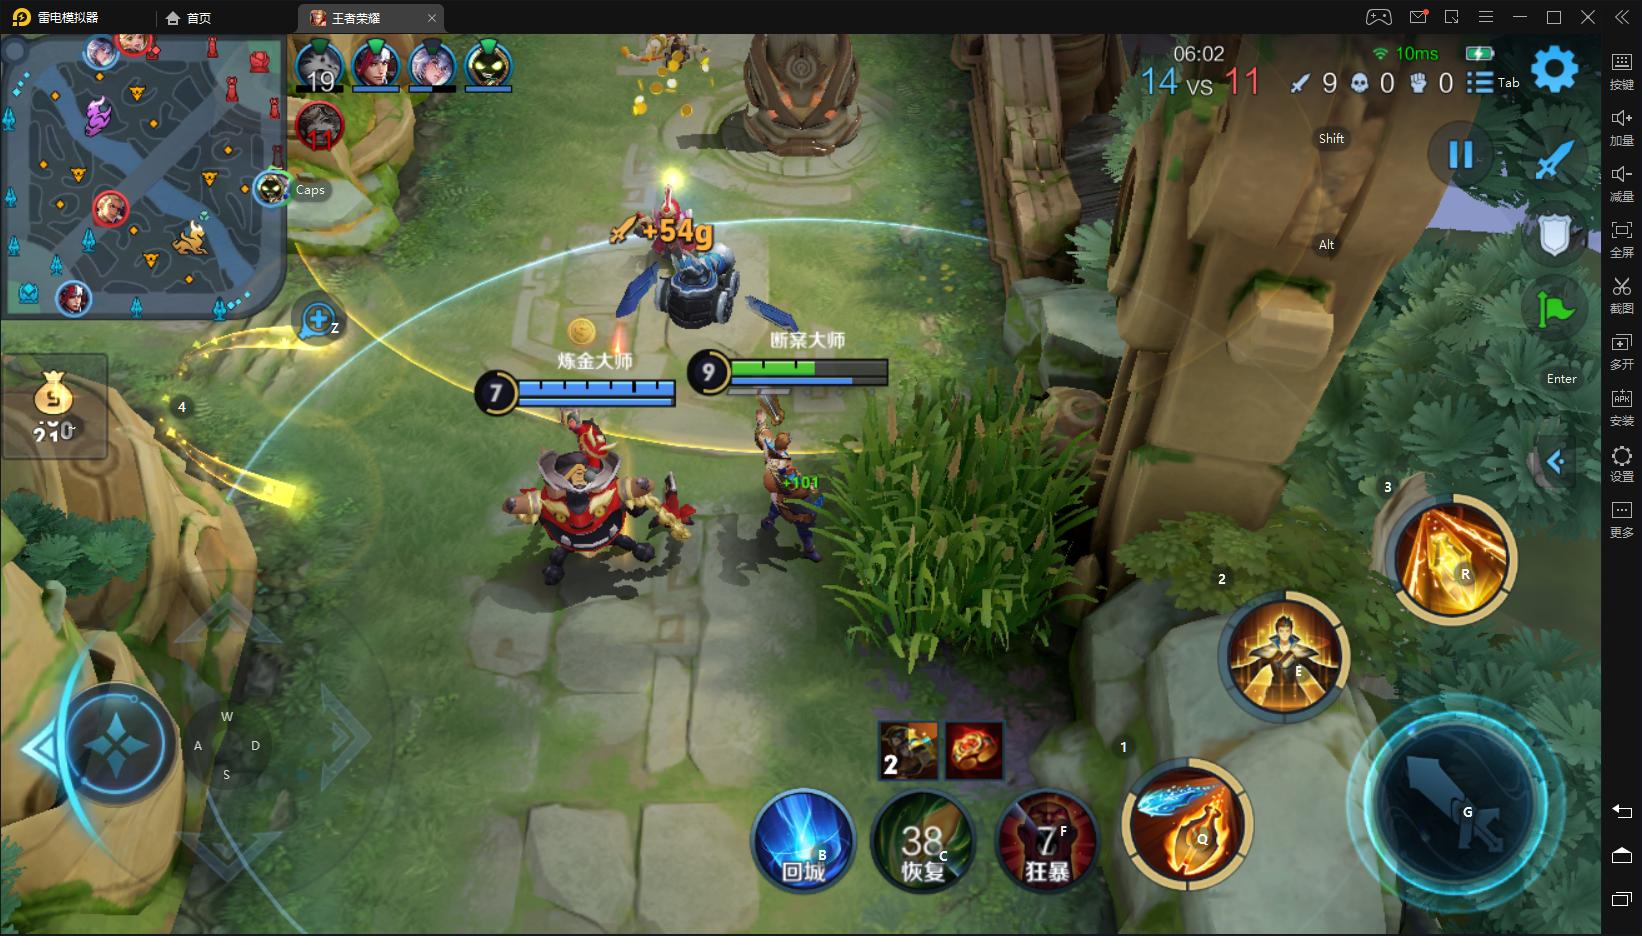 雷电模拟器
首页
王者荣耀
06:02
10ms
14 vs 11
9
0
0
Tab
19
11
Shift
Caps
Alt
+54g
Z
断案大师
9
炼金大师
7
Enter
4
+101
3
R
2
E
W
A
D
S
2
1
Q
G
B
回城
38
C
恢复
7
F
狂暴
按键
加量
减量
全屏
截图
多开
APK
安装
设置
更多